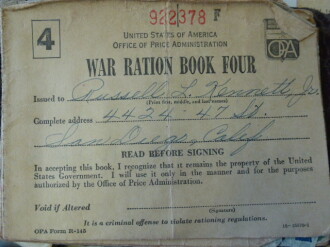 922378 F
4
UNITED STATES OF AMERICA
OFFICE OF PRICE ADMINISTRATION
OPA
WAR RATION BOOK FOUR
Issued to Russell L. Kennett, Jr.
(Print first, middle, and last names)
Complete address 4424-47 St.
San Diego, Calif
READ BEFORE SIGNING
In accepting this book, I recognize that it remains the property of the United
States Government. I will use it only in the manner and for the purposes
authorized by the Office of Price Administration.
Void if Altered
(Signature)
It is a criminal offense to violate rationing regulations.
OPA Form R-145